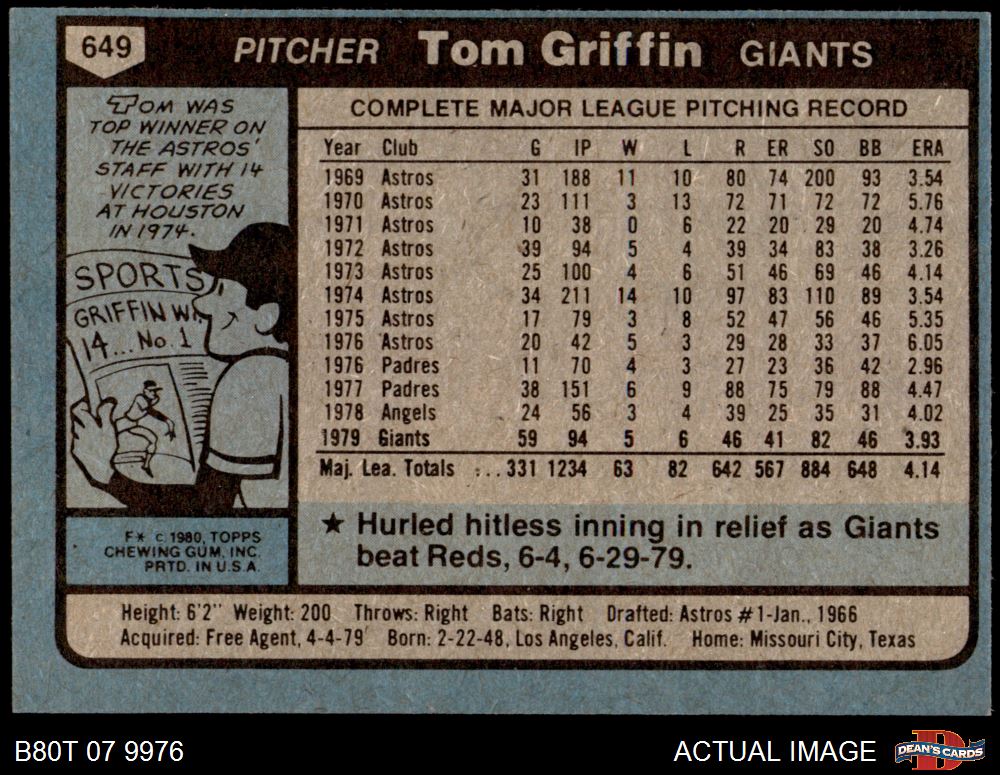 649 PITCHER Tom Griffin GIANTS
TOM WAS
TOP WINNER ON
THE ASTROS'
STAFF WITH 14
VICTORIES
AT HOUSTON
IN 1974.
SPORTS
GRIFFIN WI
14... No. 1
F* © 1980, TOPPS
CHEWING GUM, INC.
PRTD. IN U.S.A.
COMPLETE MAJOR LEAGUE PITCHING RECORD
Year Club G IP W L R ER SO BB ERA
1969 Astros 31 188 11 10 80 74 200 93 3.54
1970 Astros 23 111 3 13 72 71 72 72 5.76
1971 Astros 10 38 0 6 22 20 29 20 4.74
1972 Astros 39 94 5 4 39 34 83 38 3.26
1973 Astros 25 100 4 6 51 46 69 46 4.14
1974 Astros 34 211 14 10 97 83 110 89 3.54
1975 Astros 17 79 3 8 52 47 56 46 5.35
1976 Astros 20 42 5 3 29 28 33 37 6.05
1976 Padres 11 70 4 3 27 23 36 42 2.96
1977 Padres 38 151 6 9 88 75 79 88 4.47
1978 Angels 24 56 3 4 39 25 35 31 4.02
1979 Giants 59 94 5 6 46 41 82 46 3.93
Maj. Lea. Totals ... 331 1234 63 82 642 567 884 648 4.14
★ Hurled hitless inning in relief as Giants
beat Reds, 6-4, 6-29-79.
Height: 6'2" Weight: 200 Throws: Right Bats: Right Drafted: Astros #1-Jan., 1966
Acquired: Free Agent, 4-4-79 Born: 2-22-48, Los Angeles, Calif. Home: Missouri City, Texas
B80T 07 9976 ACTUAL IMAGE DEAN'S CARDS